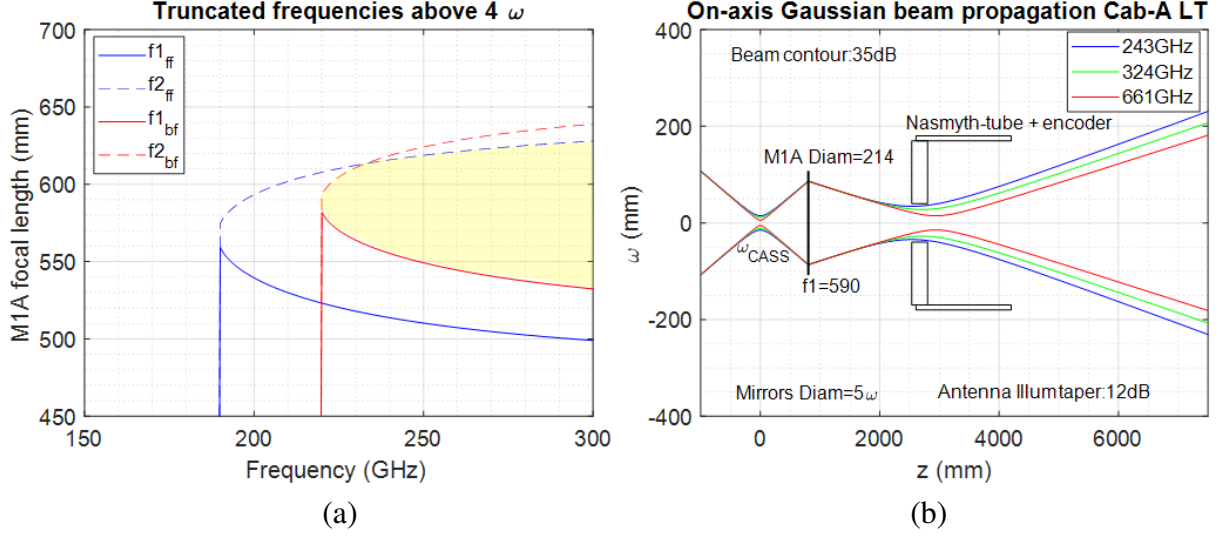 Truncated frequencies above 4 ω
M1A focal length (mm)
700
650
600
550
500
450
150
200
250
300
Frequency (GHz)
f1ff
f2ff
f1bf
f2bf
(a)
On-axis Gaussian beam propagation Cab-A LT
ω (mm)
400
200
0
-200
-400
0
2000
4000
6000
z (mm)
Beam contour:35dB
243GHz
324GHz
661GHz
Nasmyth-tube + encoder
M1A Diam=214
ωCASS
f1=590
Mirrors Diam=5ω
Antenna Illumtaper:12dB
(b)